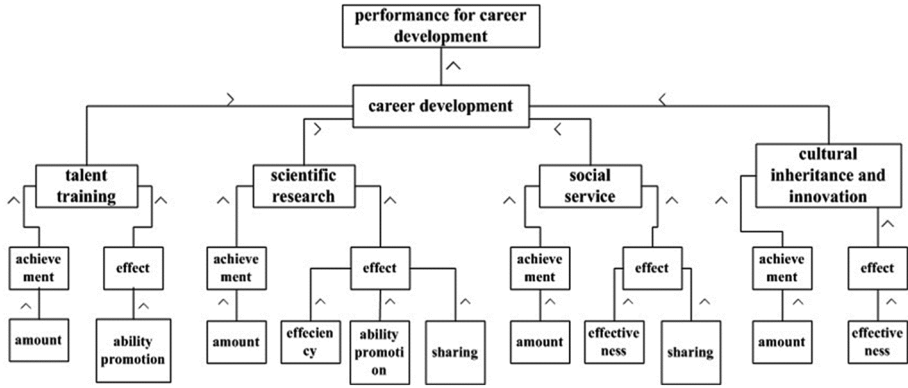 performance for career
development
career development
talent
training
scientific
research
social
service
cultural
inheritance and
innovation
achieve
ment
effect
achieve
ment
effect
achieve
ment
effect
achieve
ment
effect
amount
ability
promotion
amount
effecien
cy
ability
promoti
on
sharing
amount
effective
ness
sharing
amount
effective
ness